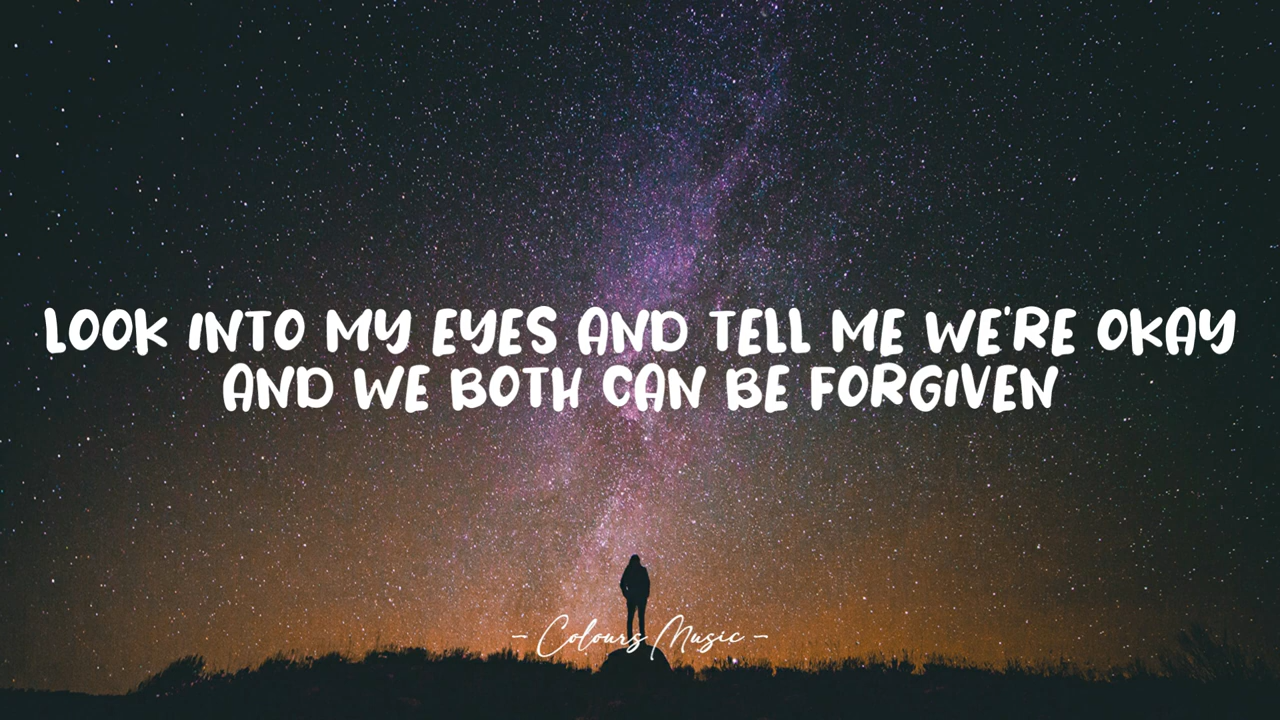 LOOK INTO MY EYES AND TELL ME WE'RE OKAY
AND WE BOTH CAN BE FORGIVEN
- Colours Music -